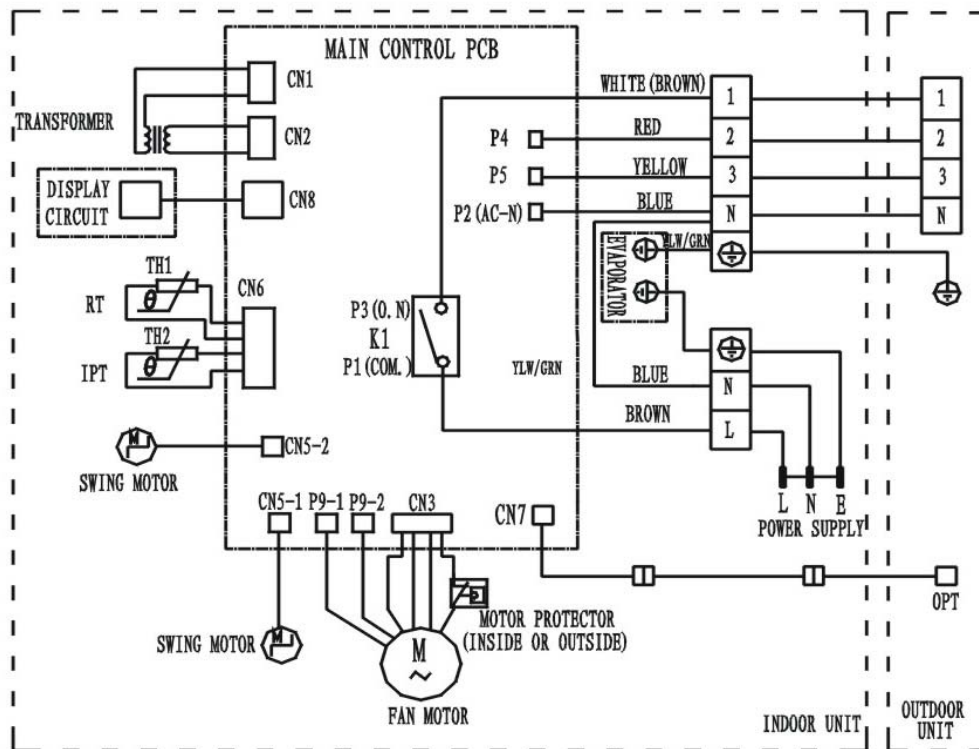 MAIN CONTROL PCB
CN1
TRANSFORMER
CN2
DISPLAY
CIRCUIT
CN8
TH1
RT
CN6
TH2
IPT
P4
P5
P2(AC-N)
P3(O.N)
K1
P1(COM.)
YLW/GRN
WHITE(BROWN)
RED
YELLOW
BLUE
YLW/GRN
EVAPORATOR
BLUE
BROWN
1
2
3
N
N
L
1
2
3
N
L N E
POWER SUPPLY
M
SWING MOTOR
CN5-2
CN5-1 P9-1 P9-2 CN3
CN7
M
SWING MOTOR
MOTOR PROTECTOR
(INSIDE OR OUTSIDE)
M
~
FAN MOTOR
OPT
INDOOR UNIT
OUTDOOR
UNIT